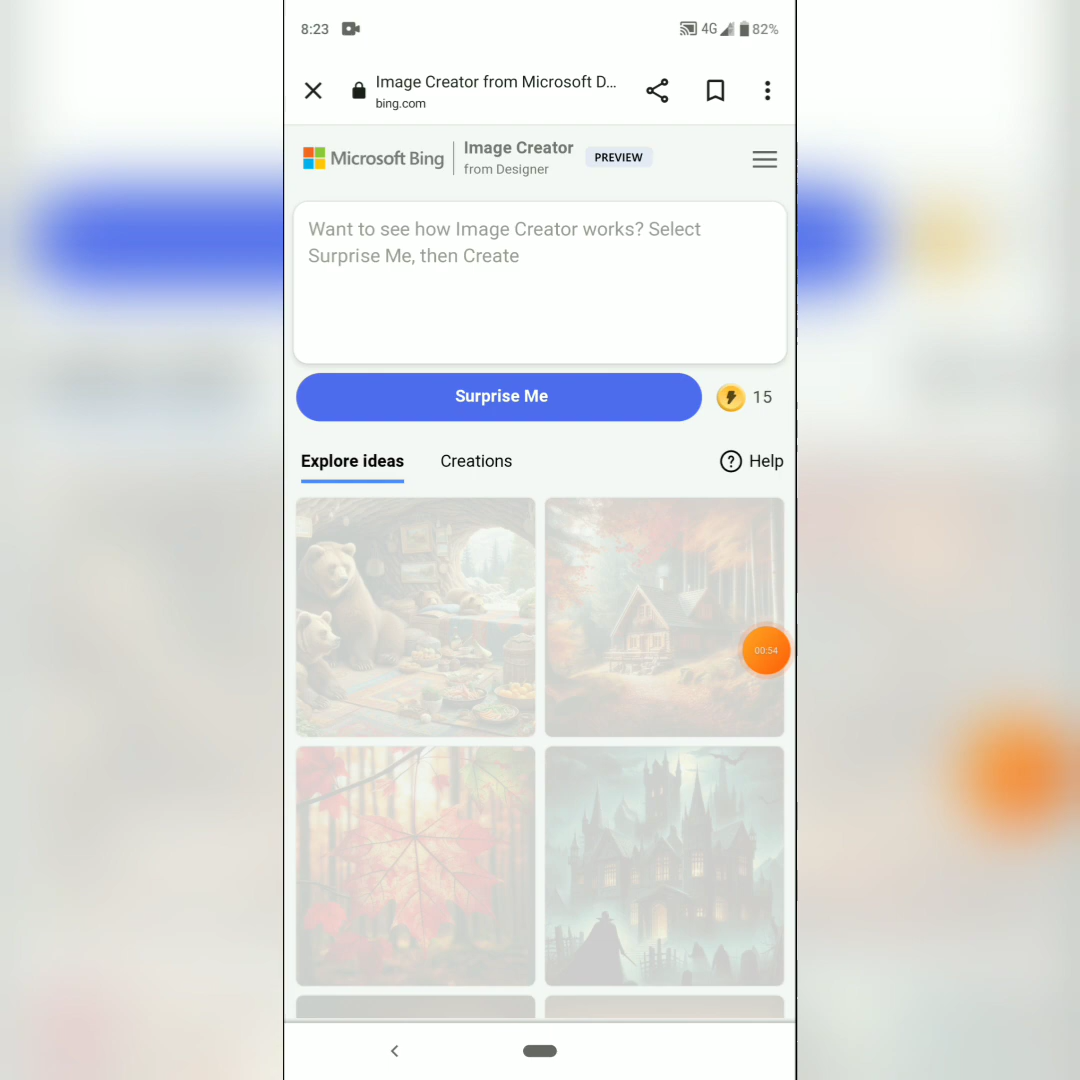 8:23
4G
82%
Image Creator from Microsoft D...
bing.com
Microsoft Bing
Image Creator
from Designer
PREVIEW
Want to see how Image Creator works? Select
Surprise Me, then Create
Surprise Me
15
Explore ideas
Creations
Help
00:54